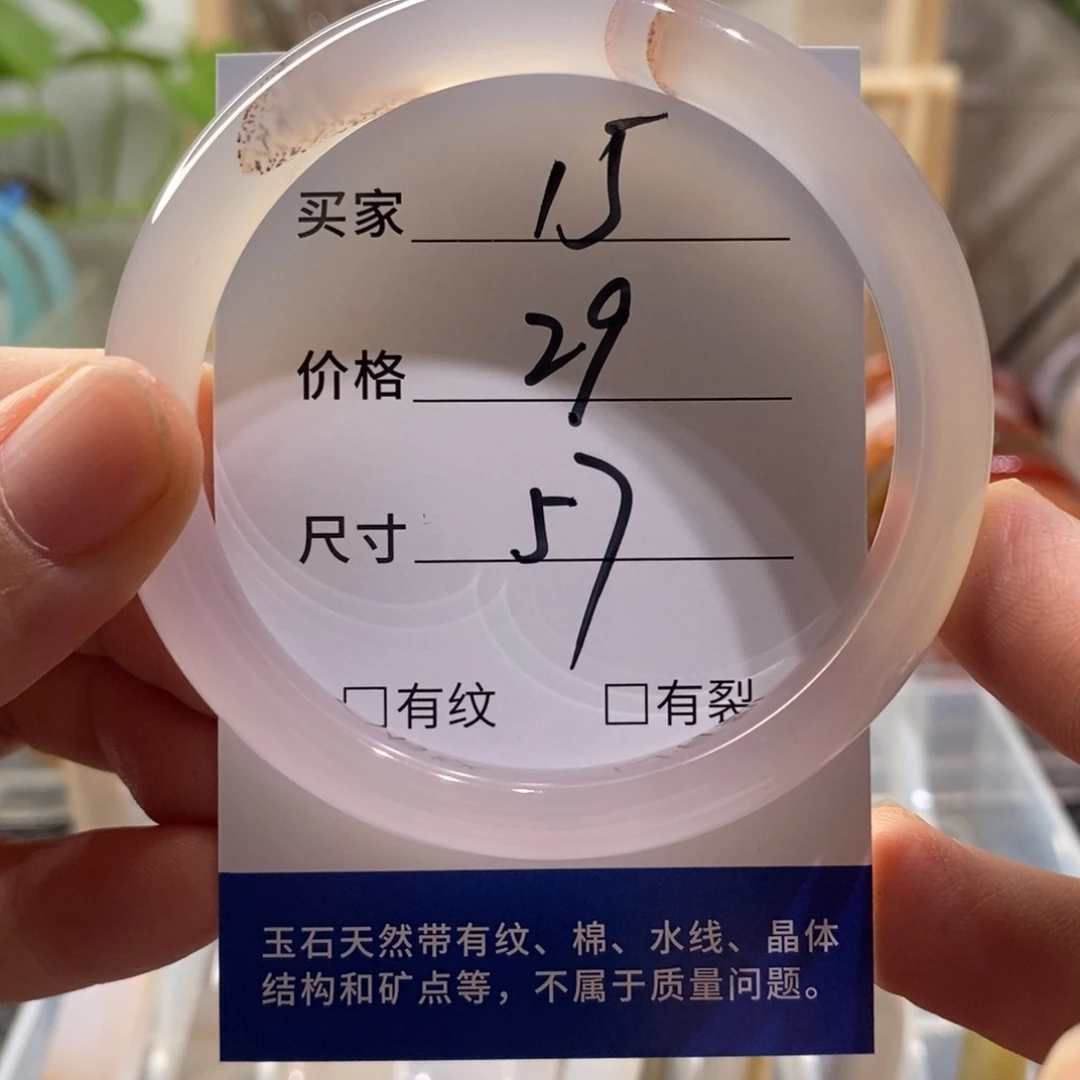 买家 15
价格 29
尺寸 57
□有纹 □有裂
玉石天然带有纹、棉、水线、晶体
结构和矿点等，不属于质量问题。